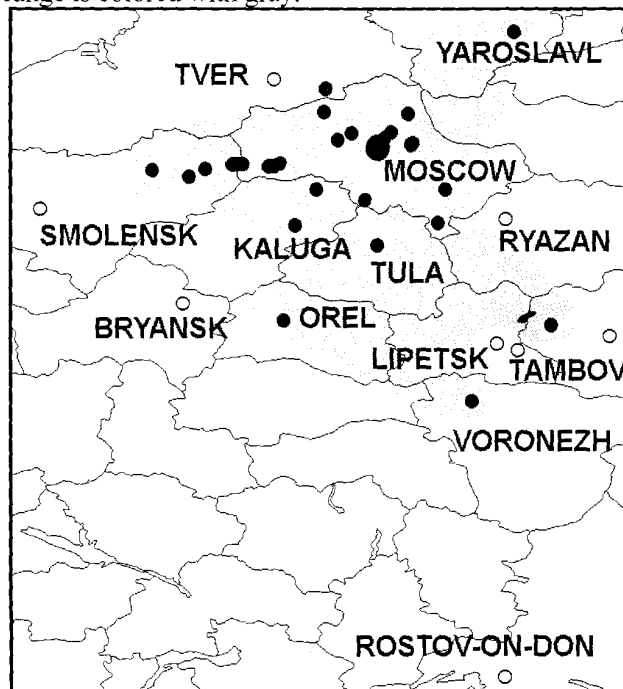 range is colored with gray.
YAROSLAVL
TVER
MOSCOW
SMOLENSK
KALUGA
RYAZAN
TULA
BRYANSK
OREL
LIPETSK
TAMBOV
VORONEZH
ROSTOV-ON-DON